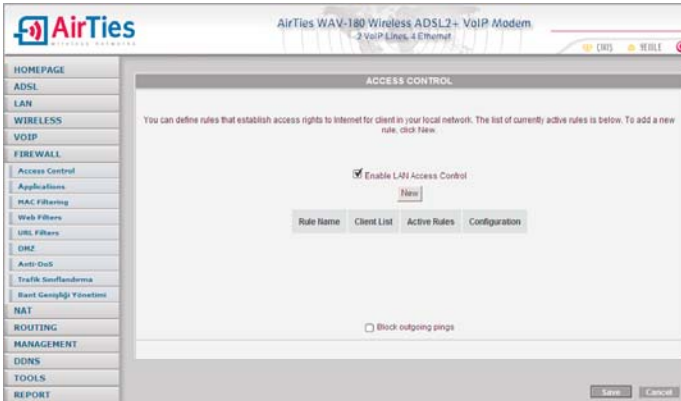 AirTies
wireless networks
AirTies WAV-180 Wireless ADSL2+ VoIP Modem
2 VoIP Lines, 4 Ethernet
HOMEPAGE
ADSL
LAN
WIRELESS
VOIP
FIREWALL
Access Control
Applications
MAC Filtering
Web Filters
URL Filters
DMZ
Anti-DoS
Trafik Sınıflandırma
Bant Genişliği Yönetimi
NAT
ROUTING
MANAGEMENT
DDNS
TOOLS
REPORT
ACCESS CONTROL
You can define rules that establish access rights to Internet for client in your local network. The list of currently active rules is below. To add a new
rule, click New.
Enable LAN Access Control
New
Rule Name Client List Active Rules Configuration
Block outgoing pings
Save Cancel